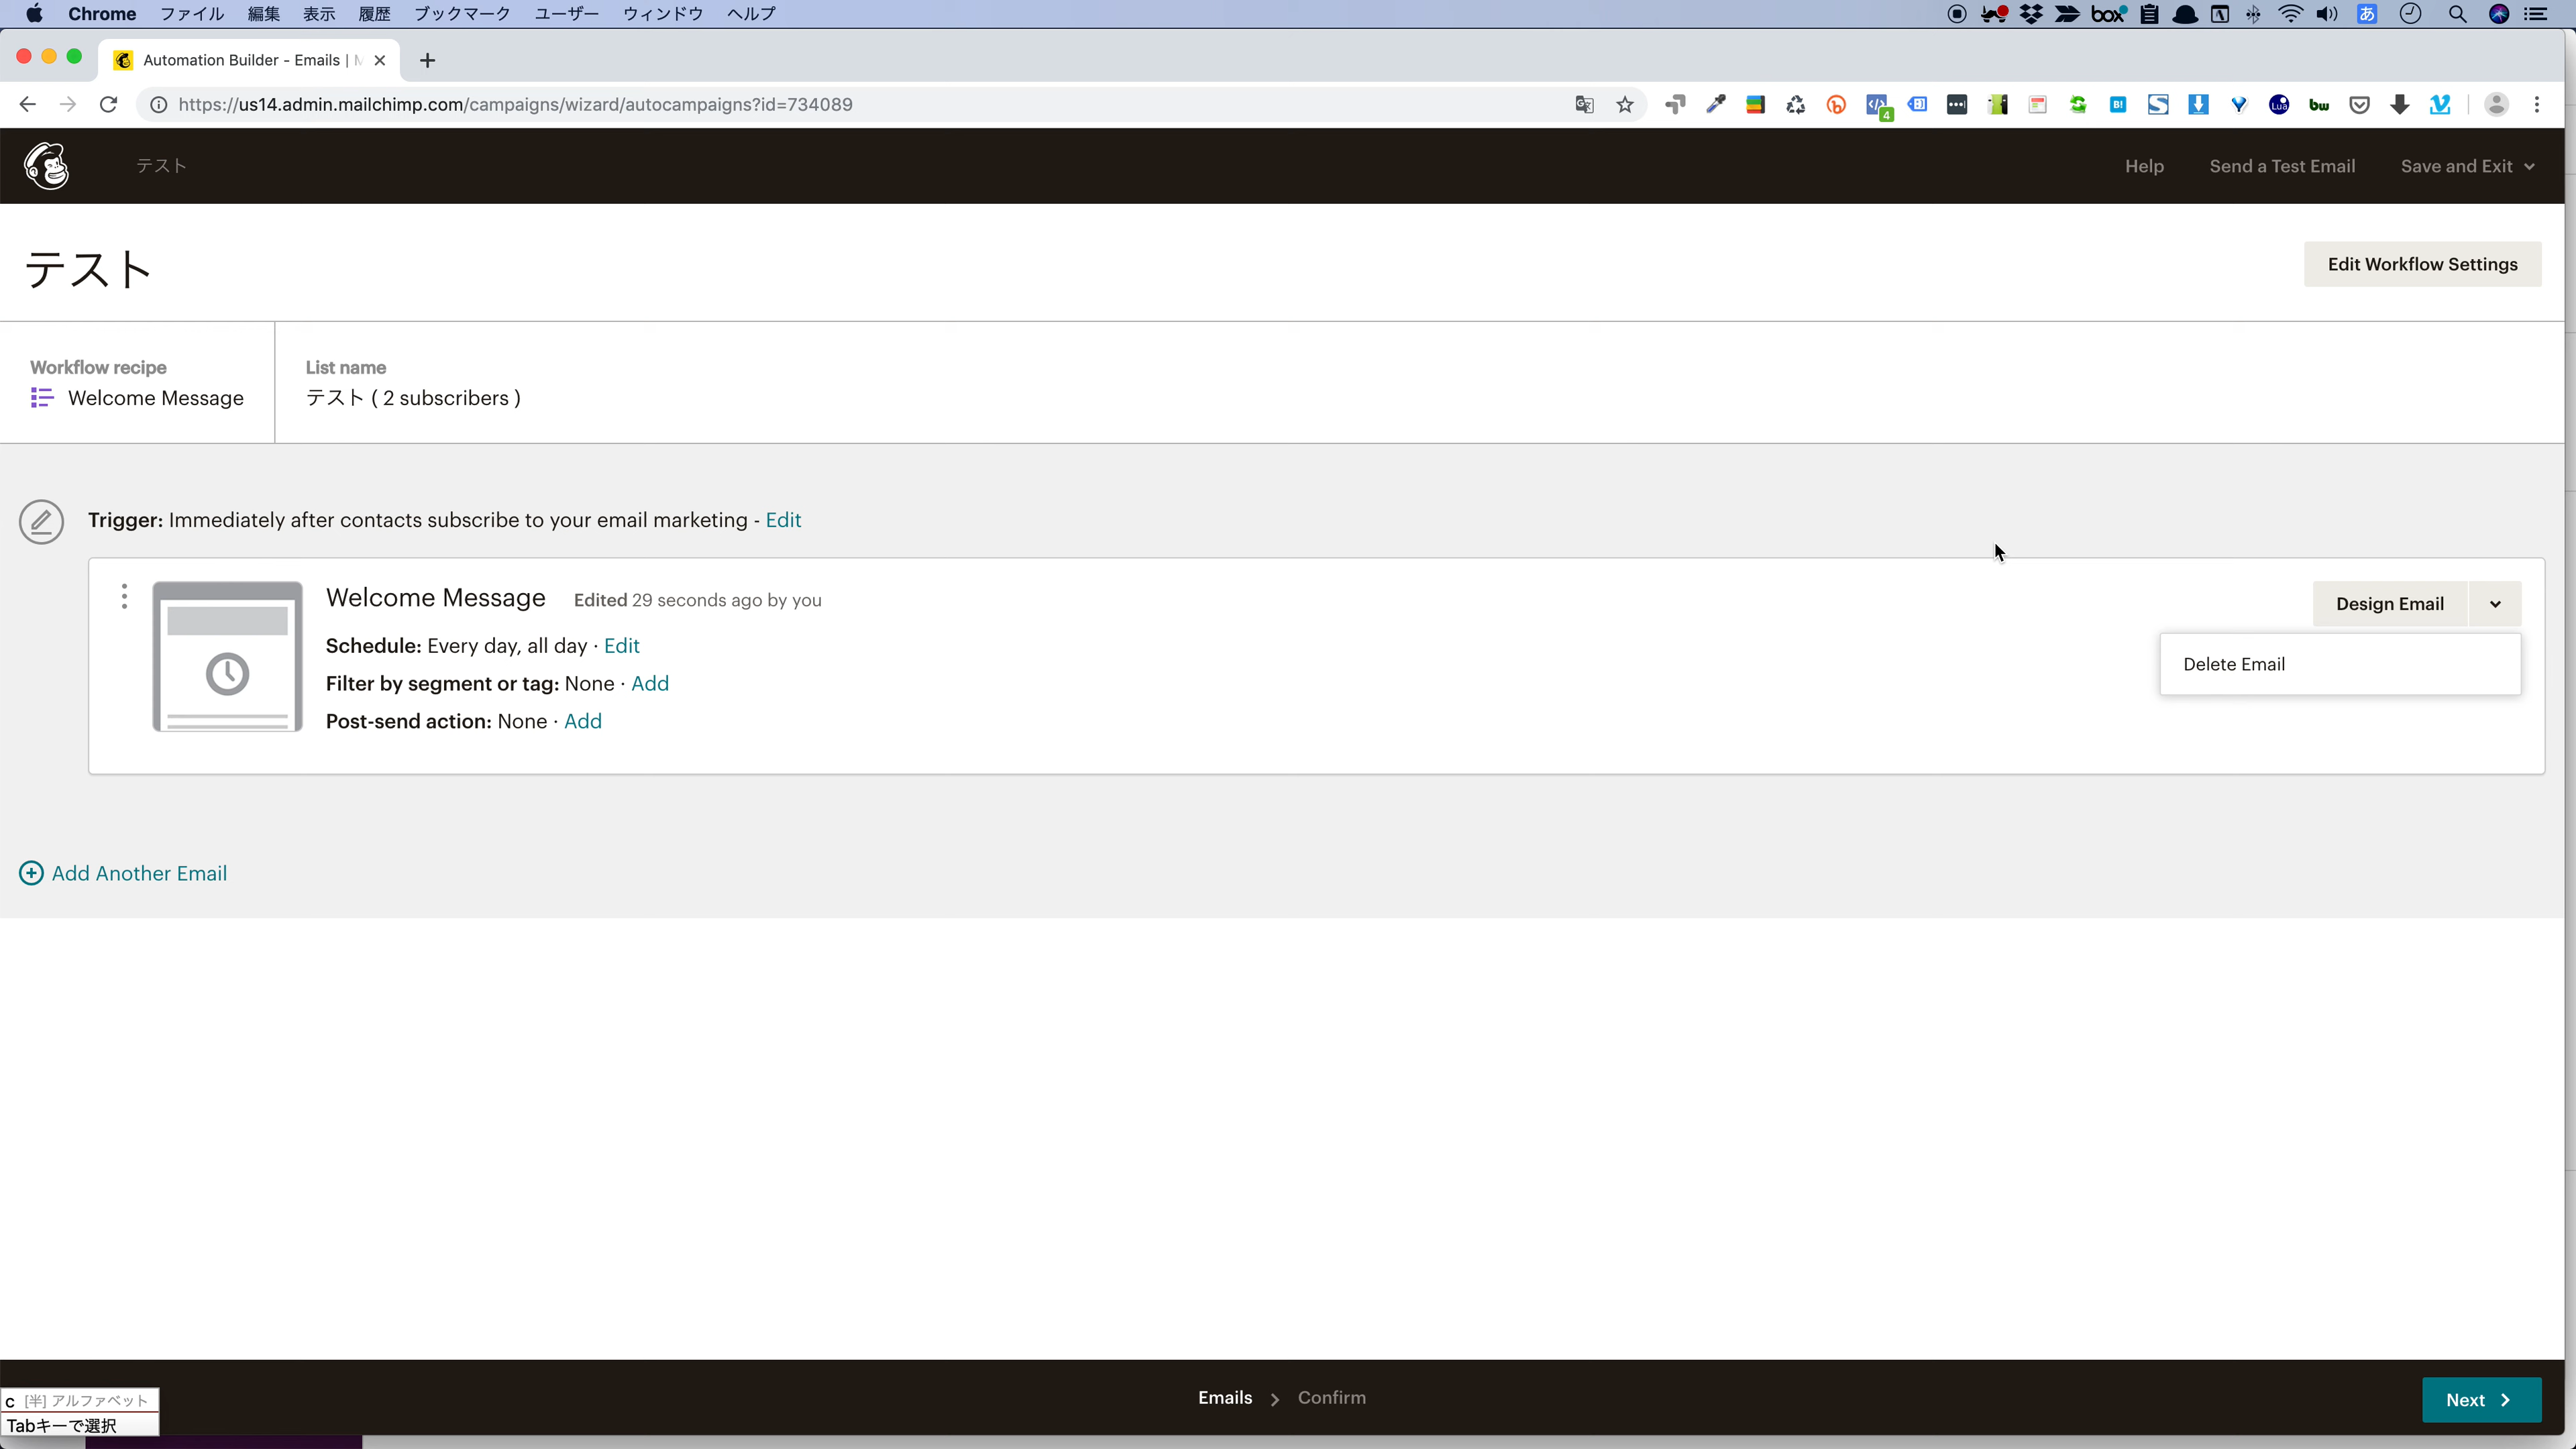 Chrome ファイル 編集 表示 履歴 ブックマーク ユーザー ウィンドウ ヘルプ box あ
Automation Builder - Emails |
https://us14.admin.mailchimp.com/campaigns/wizard/autocampaigns?id=734089 4 B! Lua bw
テスト Help Send a Test Email Save and Exit
テスト Edit Workflow Settings
Workflow recipe List name
Welcome Message テスト ( 2 subscribers )
Trigger: Immediately after contacts subscribe to your email marketing - Edit
Welcome Message Edited 29 seconds ago by you Design Email
Schedule: Every day, all day · Edit
Delete Email
Filter by segment or tag: None · Add
Post-send action: None · Add
Add Another Email
Emails > Confirm Next >
c [半] アルファベット
Tabキーで選択